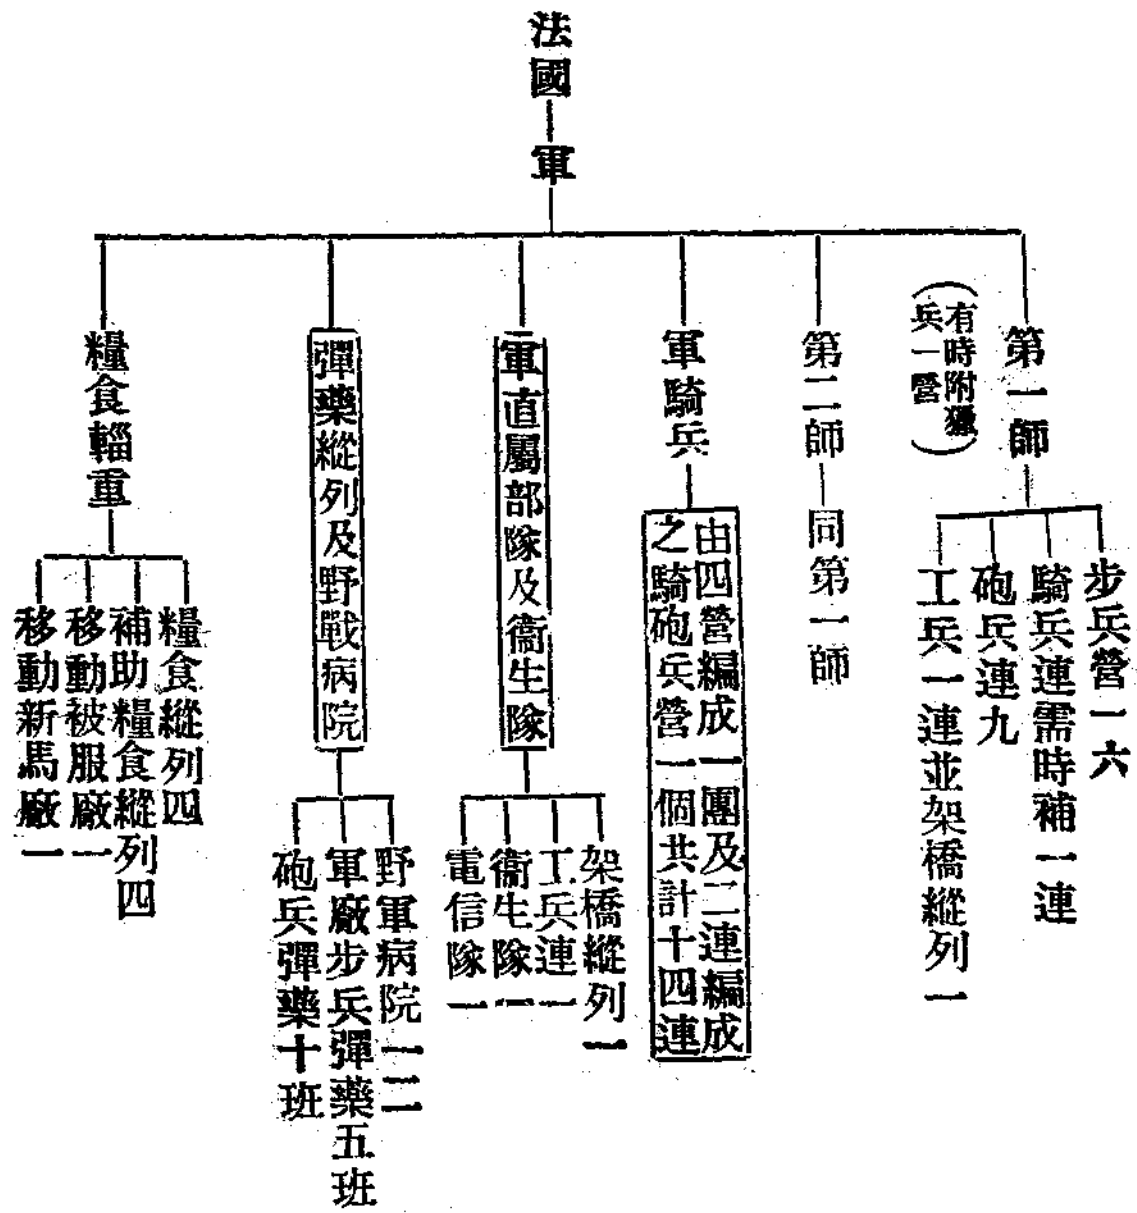 法國
軍
第一師
（有時附獵
兵一營）
步兵營一六
騎兵連需時補一連
砲兵連九
工兵一連並架橋縱列一
第二師
同第一師
軍騎兵
由四營編成一團及二連編成
之騎砲兵營一個共計十四連
軍直屬部隊及衞生隊
架橋縱列一
工兵連一
衞生隊一
電信隊一
彈藥縱列及野戰病院
野軍病院一二
軍廠步兵彈藥五班
砲兵彈藥十班
糧食輜重
糧食縱列四
補助糧食縱列四
移動被服廠一
移動新馬廠一